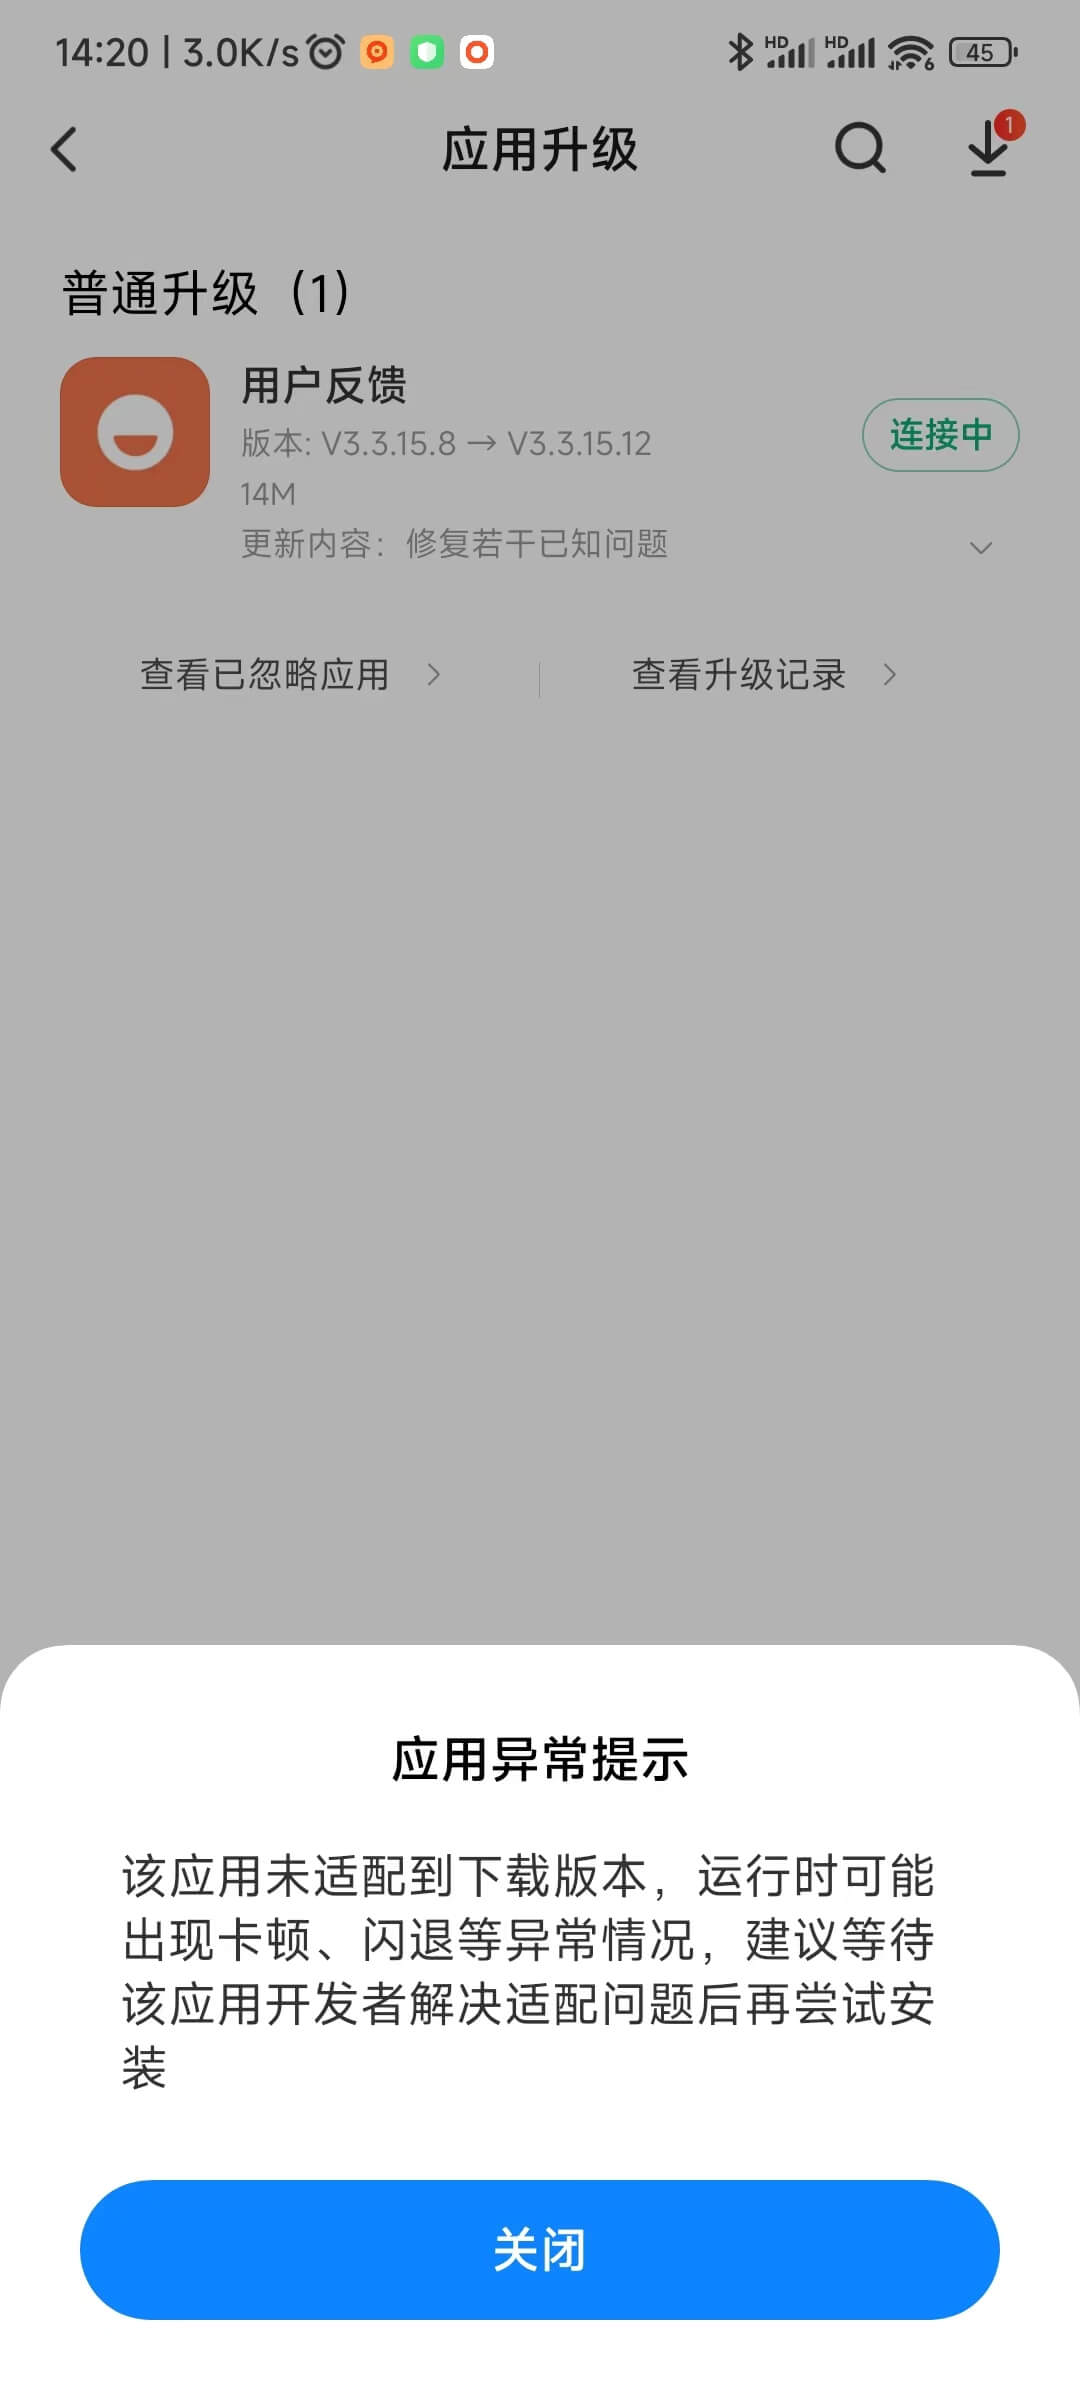 14:20 | 3.0K/s
HD HD 6 45
应用升级
1
普通升级（1）
用户反馈
版本: V3.3.15.8 → V3.3.15.12
连接中
14M
更新内容：修复若干已知问题
查看已忽略应用
查看升级记录
应用异常提示
该应用未适配到下载版本，运行时可能
出现卡顿、闪退等异常情况，建议等待
该应用开发者解决适配问题后再尝试安
装
关闭